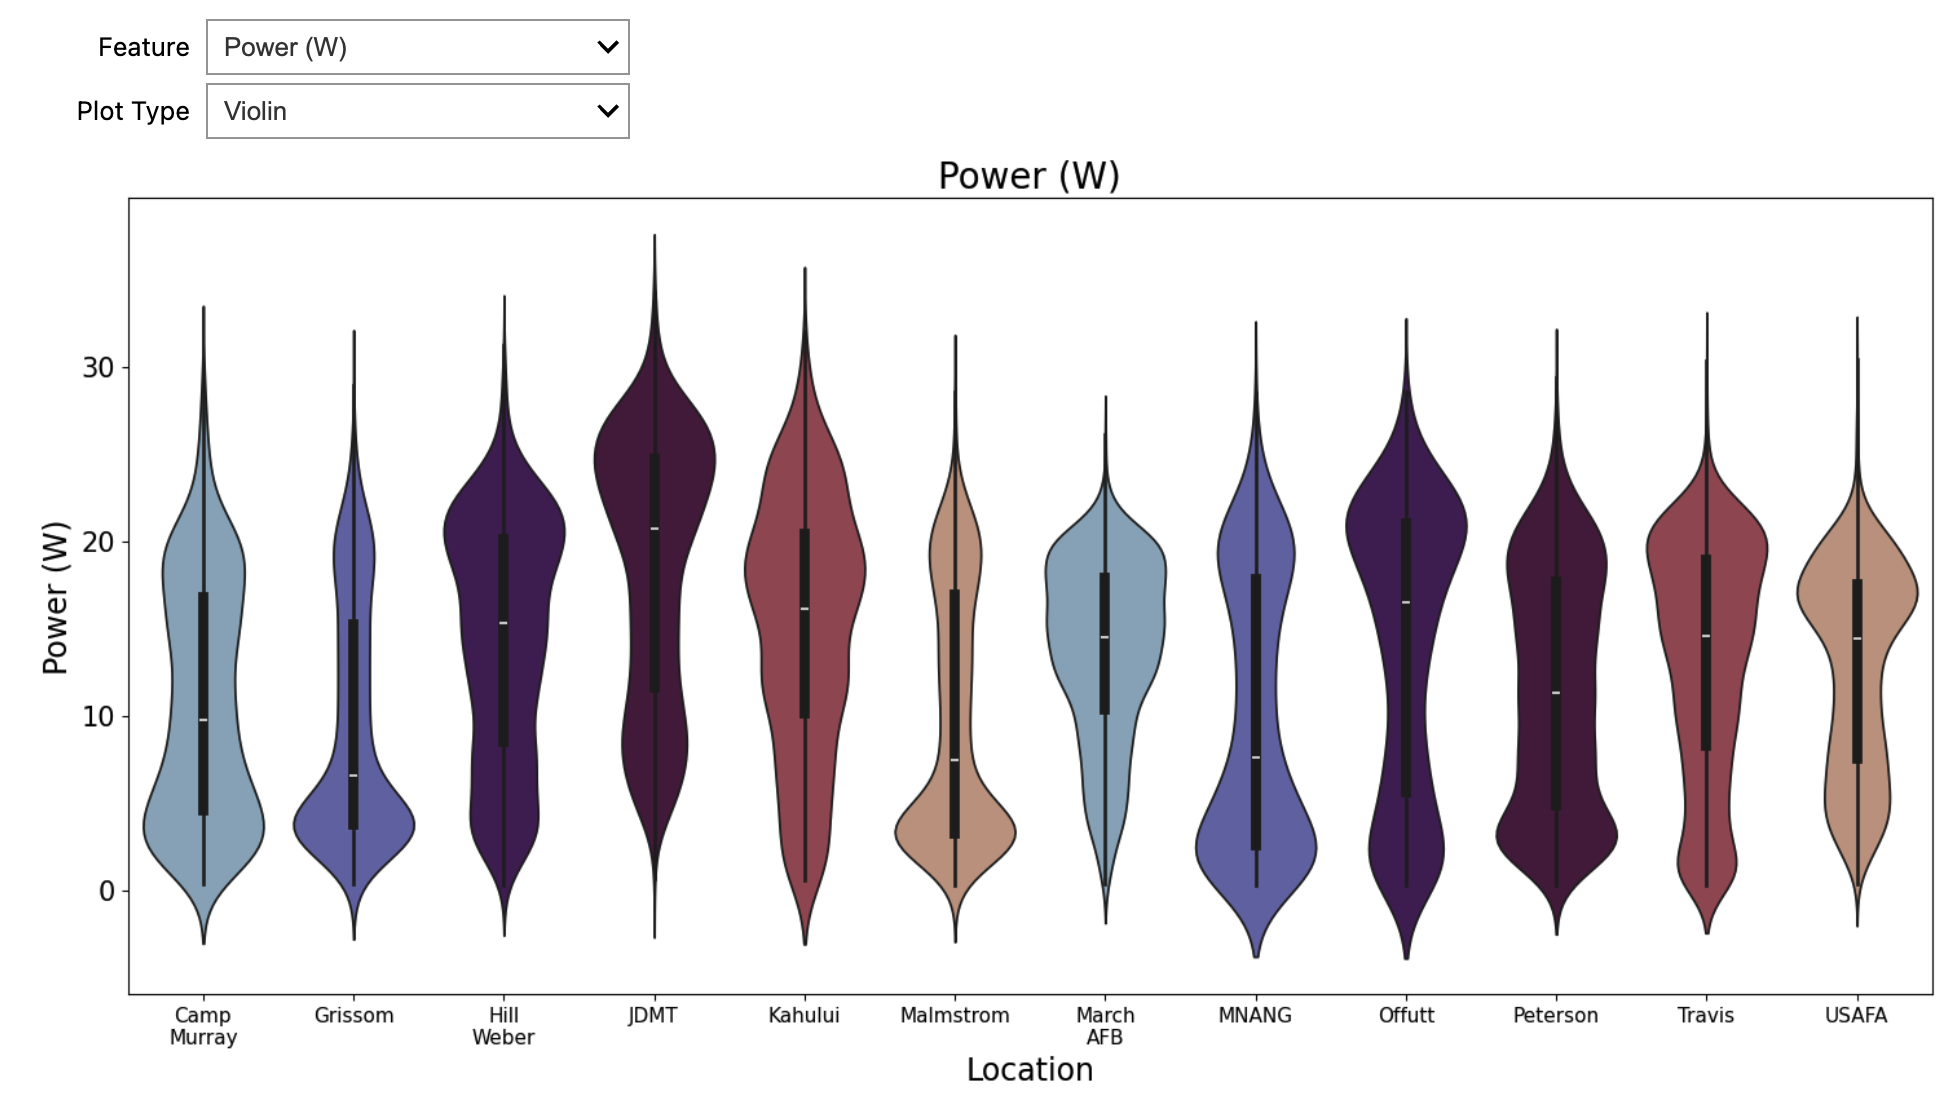 Feature Power (W)
Plot Type Violin
Power (W)
Power (W)
30
20
10
0
Camp Murray
Grissom
Hill Weber
JDMT
Kahului
Malmstrom
March AFB
MNANG
Offutt
Peterson
Travis
USAFA
Location